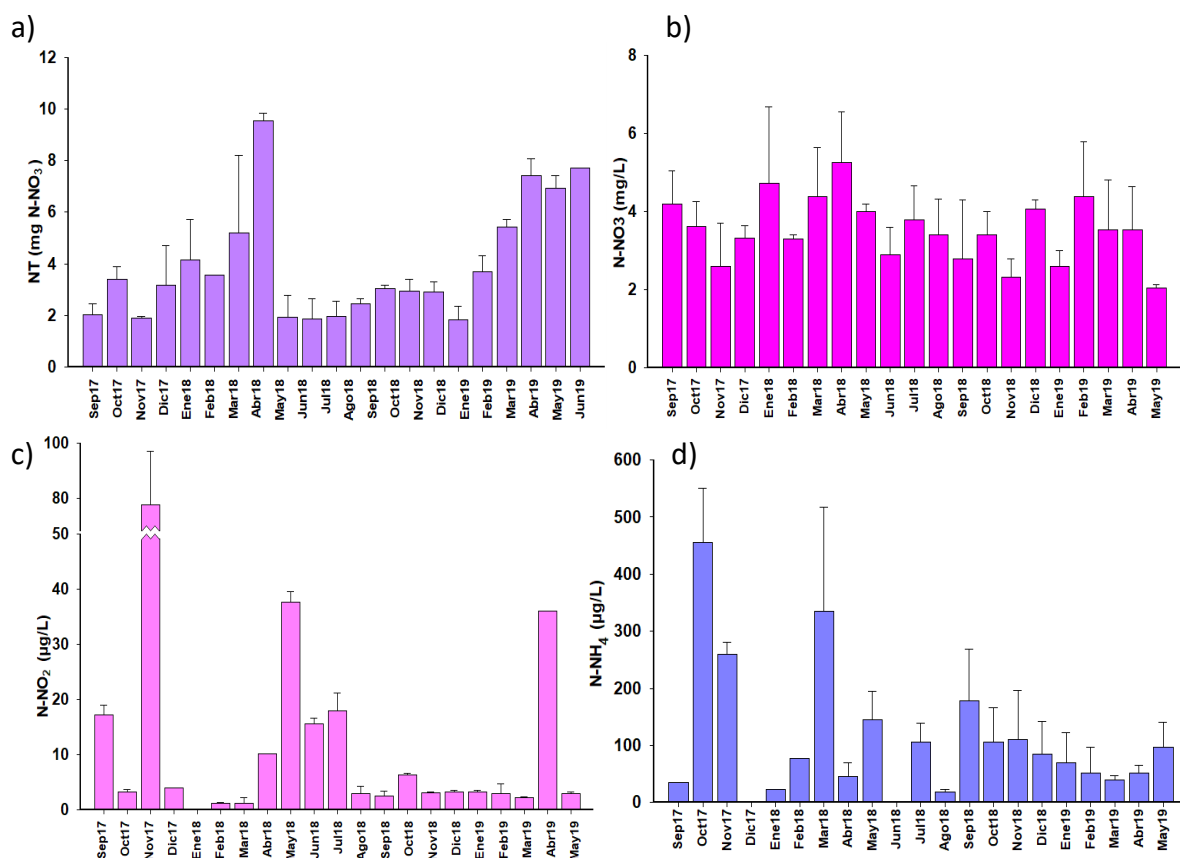 a)
12
10
8
6
4
2
0
NT (mg N-NO₃)
Sep17 Oct17 Nov17 Dic17 Ene18 Feb18 Mar18 Abr18 May18 Jun18 Jul18 Ago18 Sep18 Oct18 Nov18 Dic18 Ene19 Feb19 Mar19 Abr19 May19 Jun19
b)
8
6
4
2
0
N-NO3 (mg/L)
Sep17 Oct17 Nov17 Dic17 Ene18 Feb18 Mar18 Abr18 May18 Jun18 Jul18 Ago18 Sep18 Oct18 Nov18 Dic18 Ene19 Feb19 Mar19 Abr19 May19
c)
100
80
50
40
30
20
10
0
N-NO₂ (µg/L)
Sep17 Oct17 Nov17 Dic17 Ene18 Feb18 Mar18 Abr18 May18 Jun18 Jul18 Ago18 Sep18 Oct18 Nov18 Dic18 Ene19 Feb19 Mar19 Abr19 May19
d)
600
500
400
300
200
100
0
N-NH₄ (µg/L)
Sep17 Oct17 Nov17 Dic17 Ene18 Feb18 Mar18 Abr18 May18 Jun18 Jul18 Ago18 Sep18 Oct18 Nov18 Dic18 Ene19 Feb19 Mar19 Abr19 May19